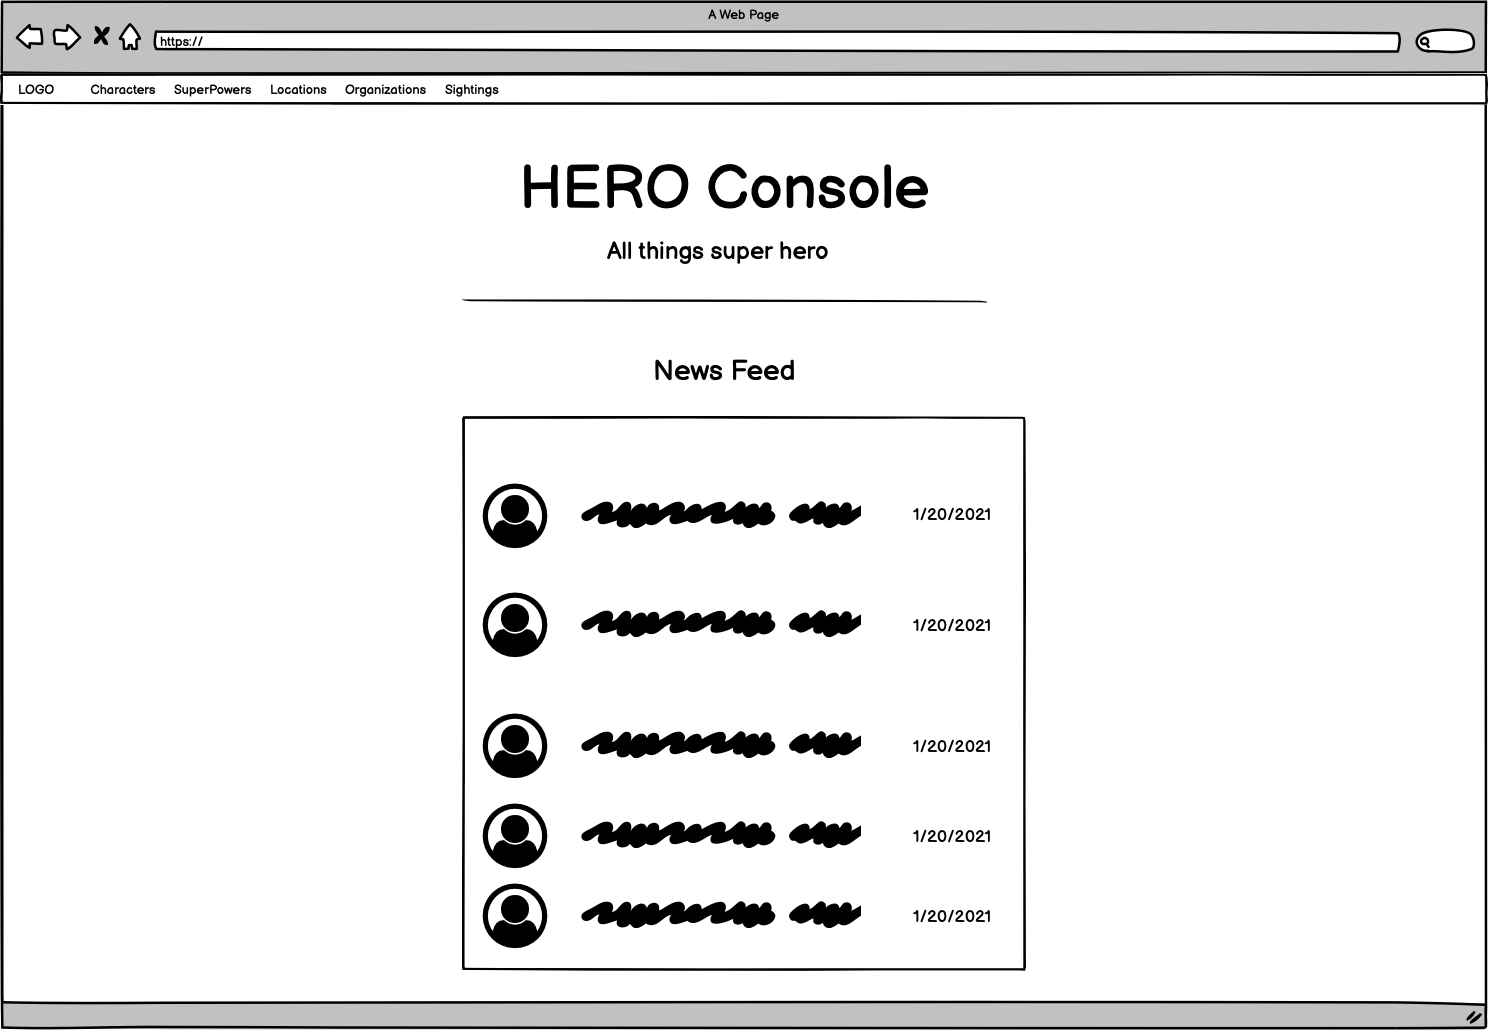 A Web Page
https://
LOGO Characters SuperPowers Locations Organizations Sightings
HERO Console
All things super hero
News Feed
1/20/2021
1/20/2021
1/20/2021
1/20/2021
1/20/2021